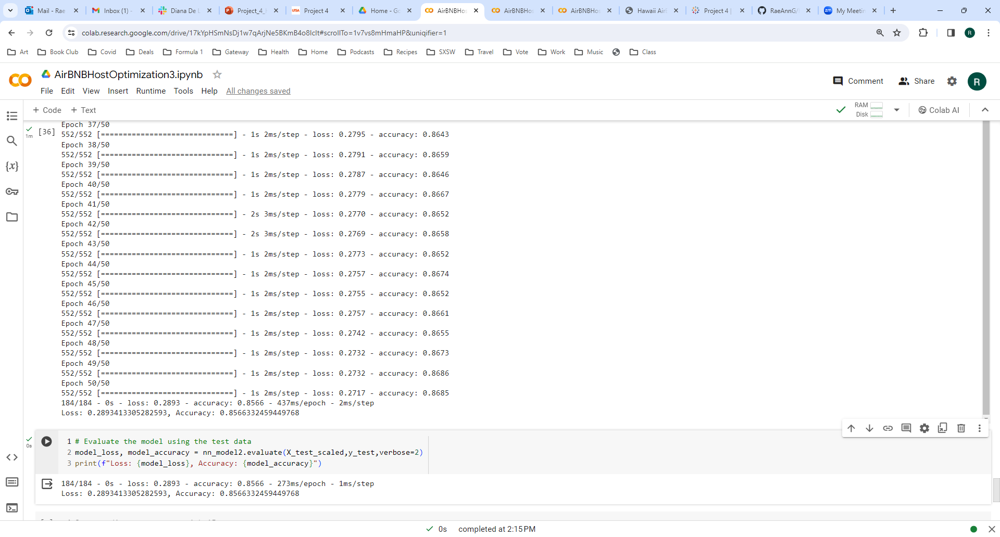 Mail - Rae
Inbox (1) -
Diana De L
Project_4_
UTSA Project 4
Home - Go
AirBNBHos
AirBNBHos
AirBNBHos
Hawaii AirB
Project 4 |
RaeAnnG/
zm My Meetin
colab.research.google.com/drive/17kYpHSmNsDj1w7qArjNe5BKmB4o8Iclt#scrollTo=1v7vs8mHmaHP&uniqifier=1
R
Art Book Club Covid Deals Formula 1 Gateway Health Home Podcasts Recipes SXSW Travel Vote Work Music Class
AirBNBHostOptimization3.ipynb
File Edit View Insert Runtime Tools Help All changes saved
Comment Share R
+ Code + Text
RAM
Disk
Colab AI
Epoch 37/50
[36] 552/552 [==============================] - 1s 2ms/step - loss: 0.2795 - accuracy: 0.8643
1m
Epoch 38/50
552/552 [==============================] - 1s 2ms/step - loss: 0.2791 - accuracy: 0.8659
Epoch 39/50
552/552 [==============================] - 1s 2ms/step - loss: 0.2787 - accuracy: 0.8646
Epoch 40/50
552/552 [==============================] - 1s 2ms/step - loss: 0.2779 - accuracy: 0.8667
Epoch 41/50
552/552 [==============================] - 2s 3ms/step - loss: 0.2770 - accuracy: 0.8652
Epoch 42/50
552/552 [==============================] - 2s 3ms/step - loss: 0.2769 - accuracy: 0.8658
Epoch 43/50
552/552 [==============================] - 1s 2ms/step - loss: 0.2773 - accuracy: 0.8652
Epoch 44/50
552/552 [==============================] - 1s 2ms/step - loss: 0.2757 - accuracy: 0.8674
Epoch 45/50
552/552 [==============================] - 1s 2ms/step - loss: 0.2755 - accuracy: 0.8652
Epoch 46/50
552/552 [==============================] - 1s 2ms/step - loss: 0.2757 - accuracy: 0.8661
Epoch 47/50
552/552 [==============================] - 1s 2ms/step - loss: 0.2742 - accuracy: 0.8655
Epoch 48/50
552/552 [==============================] - 1s 2ms/step - loss: 0.2732 - accuracy: 0.8673
Epoch 49/50
552/552 [==============================] - 1s 2ms/step - loss: 0.2732 - accuracy: 0.8686
Epoch 50/50
552/552 [==============================] - 1s 2ms/step - loss: 0.2717 - accuracy: 0.8685
184/184 - 0s - loss: 0.2893 - accuracy: 0.8566 - 437ms/epoch - 2ms/step
Loss: 0.2893413305282593, Accuracy: 0.8566332459449768
0s
1 # Evaluate the model using the test data
2 model_loss, model_accuracy = nn_model2.evaluate(X_test_scaled,y_test,verbose=2)
3 print(f"Loss: {model_loss}, Accuracy: {model_accuracy}")
184/184 - 0s - loss: 0.2893 - accuracy: 0.8566 - 273ms/epoch - 1ms/step
Loss: 0.2893413305282593, Accuracy: 0.8566332459449768
0s completed at 2:15 PM